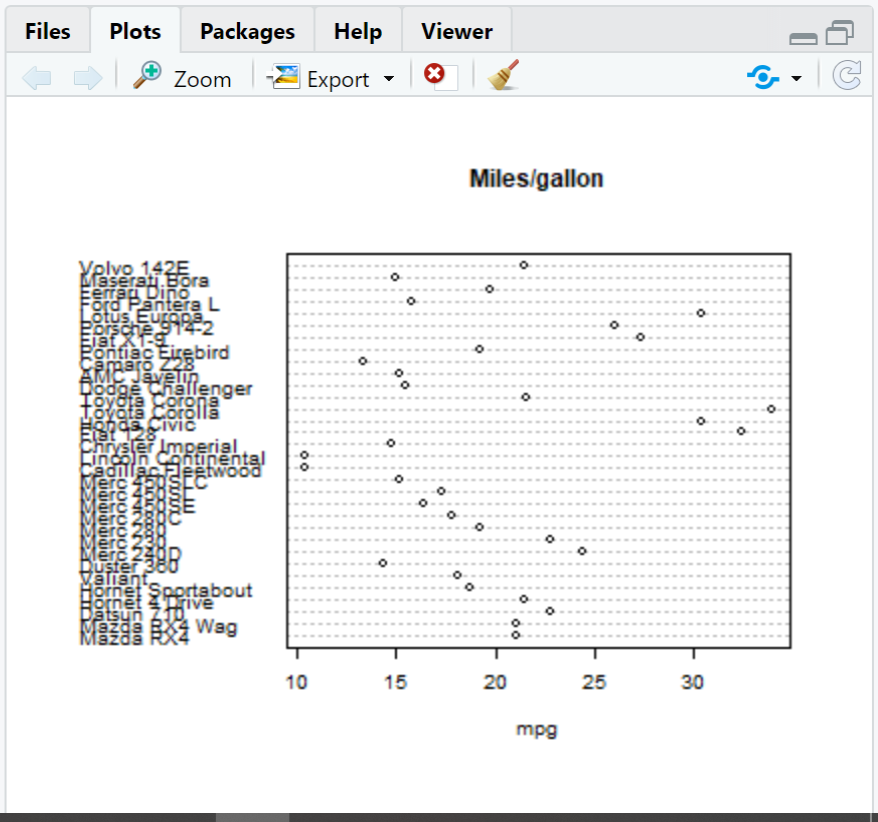 Files Plots Packages Help Viewer
Zoom Export
Miles/gallon
Volvo 142E
Maserati Bora
Ferrari Dino
Ford Pantera L
Lotus Europa
Porsche 914-2
Fiat X1-9
Pontiac Firebird
Camaro Z28
AMC Javelin
Dodge Challenger
Toyota Corona
Toyota Corolla
Honda Civic
Fiat 128
Chrysler Imperial
Lincoln Continental
Cadillac Fleetwood
Merc 450SLC
Merc 450SL
Merc 450SE
Merc 280C
Merc 280
Merc 230
Merc 240D
Duster 360
Valiant
Hornet Sportabout
Hornet 4 Drive
Datsun 710
Mazda RX4 Wag
Mazda RX4
10 15 20 25 30
mpg